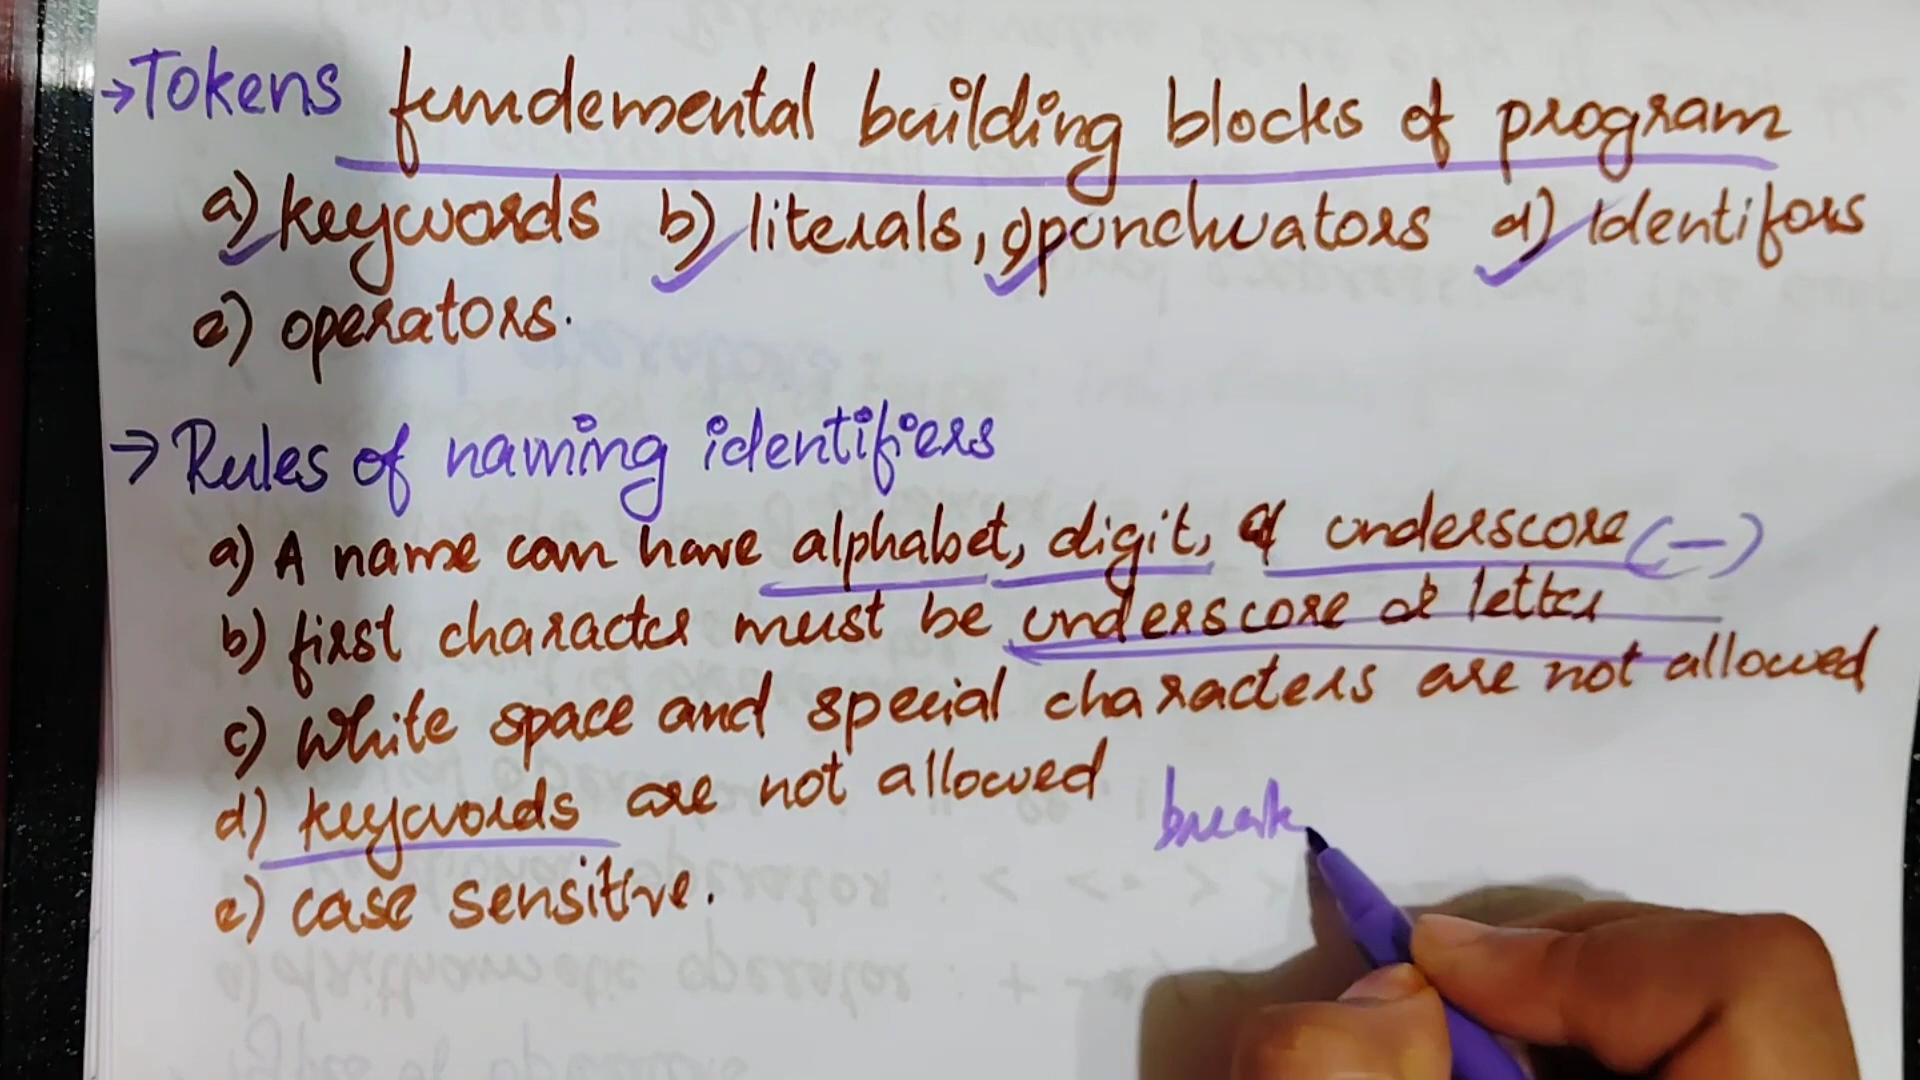 →Tokens fundemental building blocks of program
a) keywords b) literals, c) punchuators d) Identifors
e) operators.
→ Rules of naming identifiers
a) A name can have alphabet, digit, & underscore (_)
b) first character must be underscore or letter
c) White space and special characters are not allowed
d) keywords are not allowed
break
e) case sensitive.